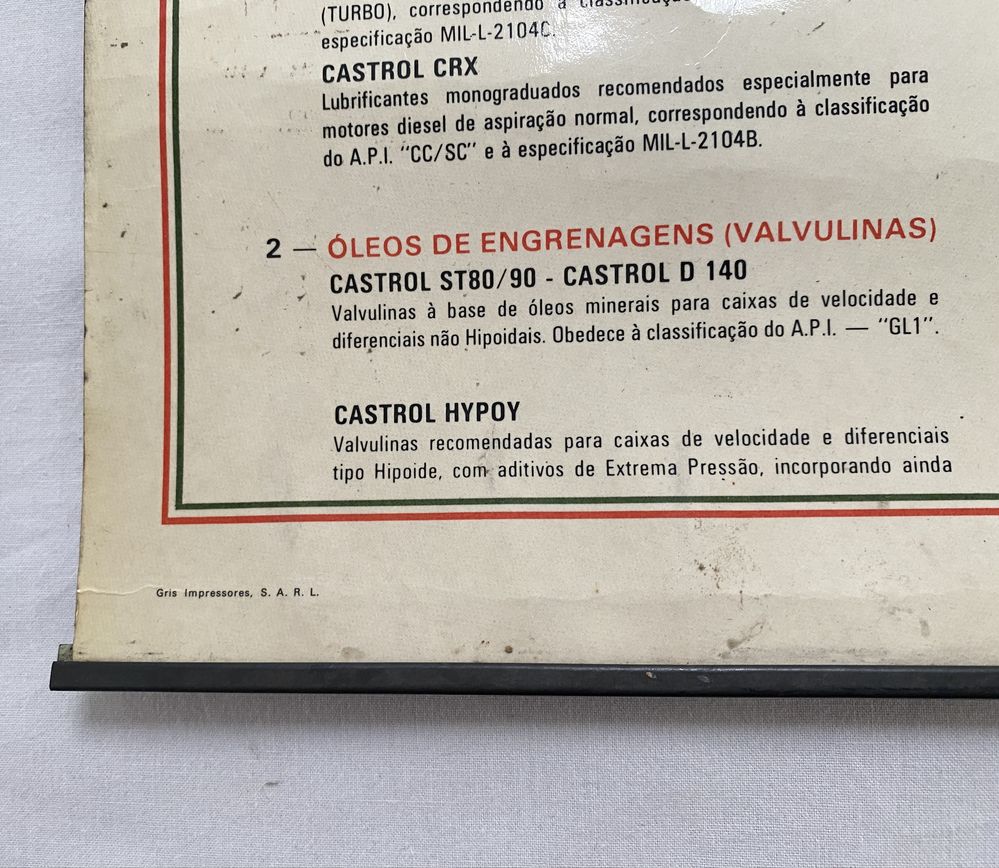 (TURBO), correspondendo à
especificação MIL-L-2104C.
CASTROL CRX
Lubrificantes monograduados recomendados especialmente para
motores diesel de aspiração normal, correspondendo à classificação
do A.P.I. “CC/SC” e à especificação MIL-L-2104B.
2 — ÓLEOS DE ENGRENAGENS (VALVULINAS)
CASTROL ST80/90 - CASTROL D 140
Valvulinas à base de óleos minerais para caixas de velocidade e
diferenciais não Hipoidais. Obedece à classificação do A.P.I. — “GL1”.
CASTROL HYPOY
Valvulinas recomendadas para caixas de velocidade e diferenciais
tipo Hipoide, com aditivos de Extrema Pressão, incorporando ainda
Gris Impressores, S. A. R. L.